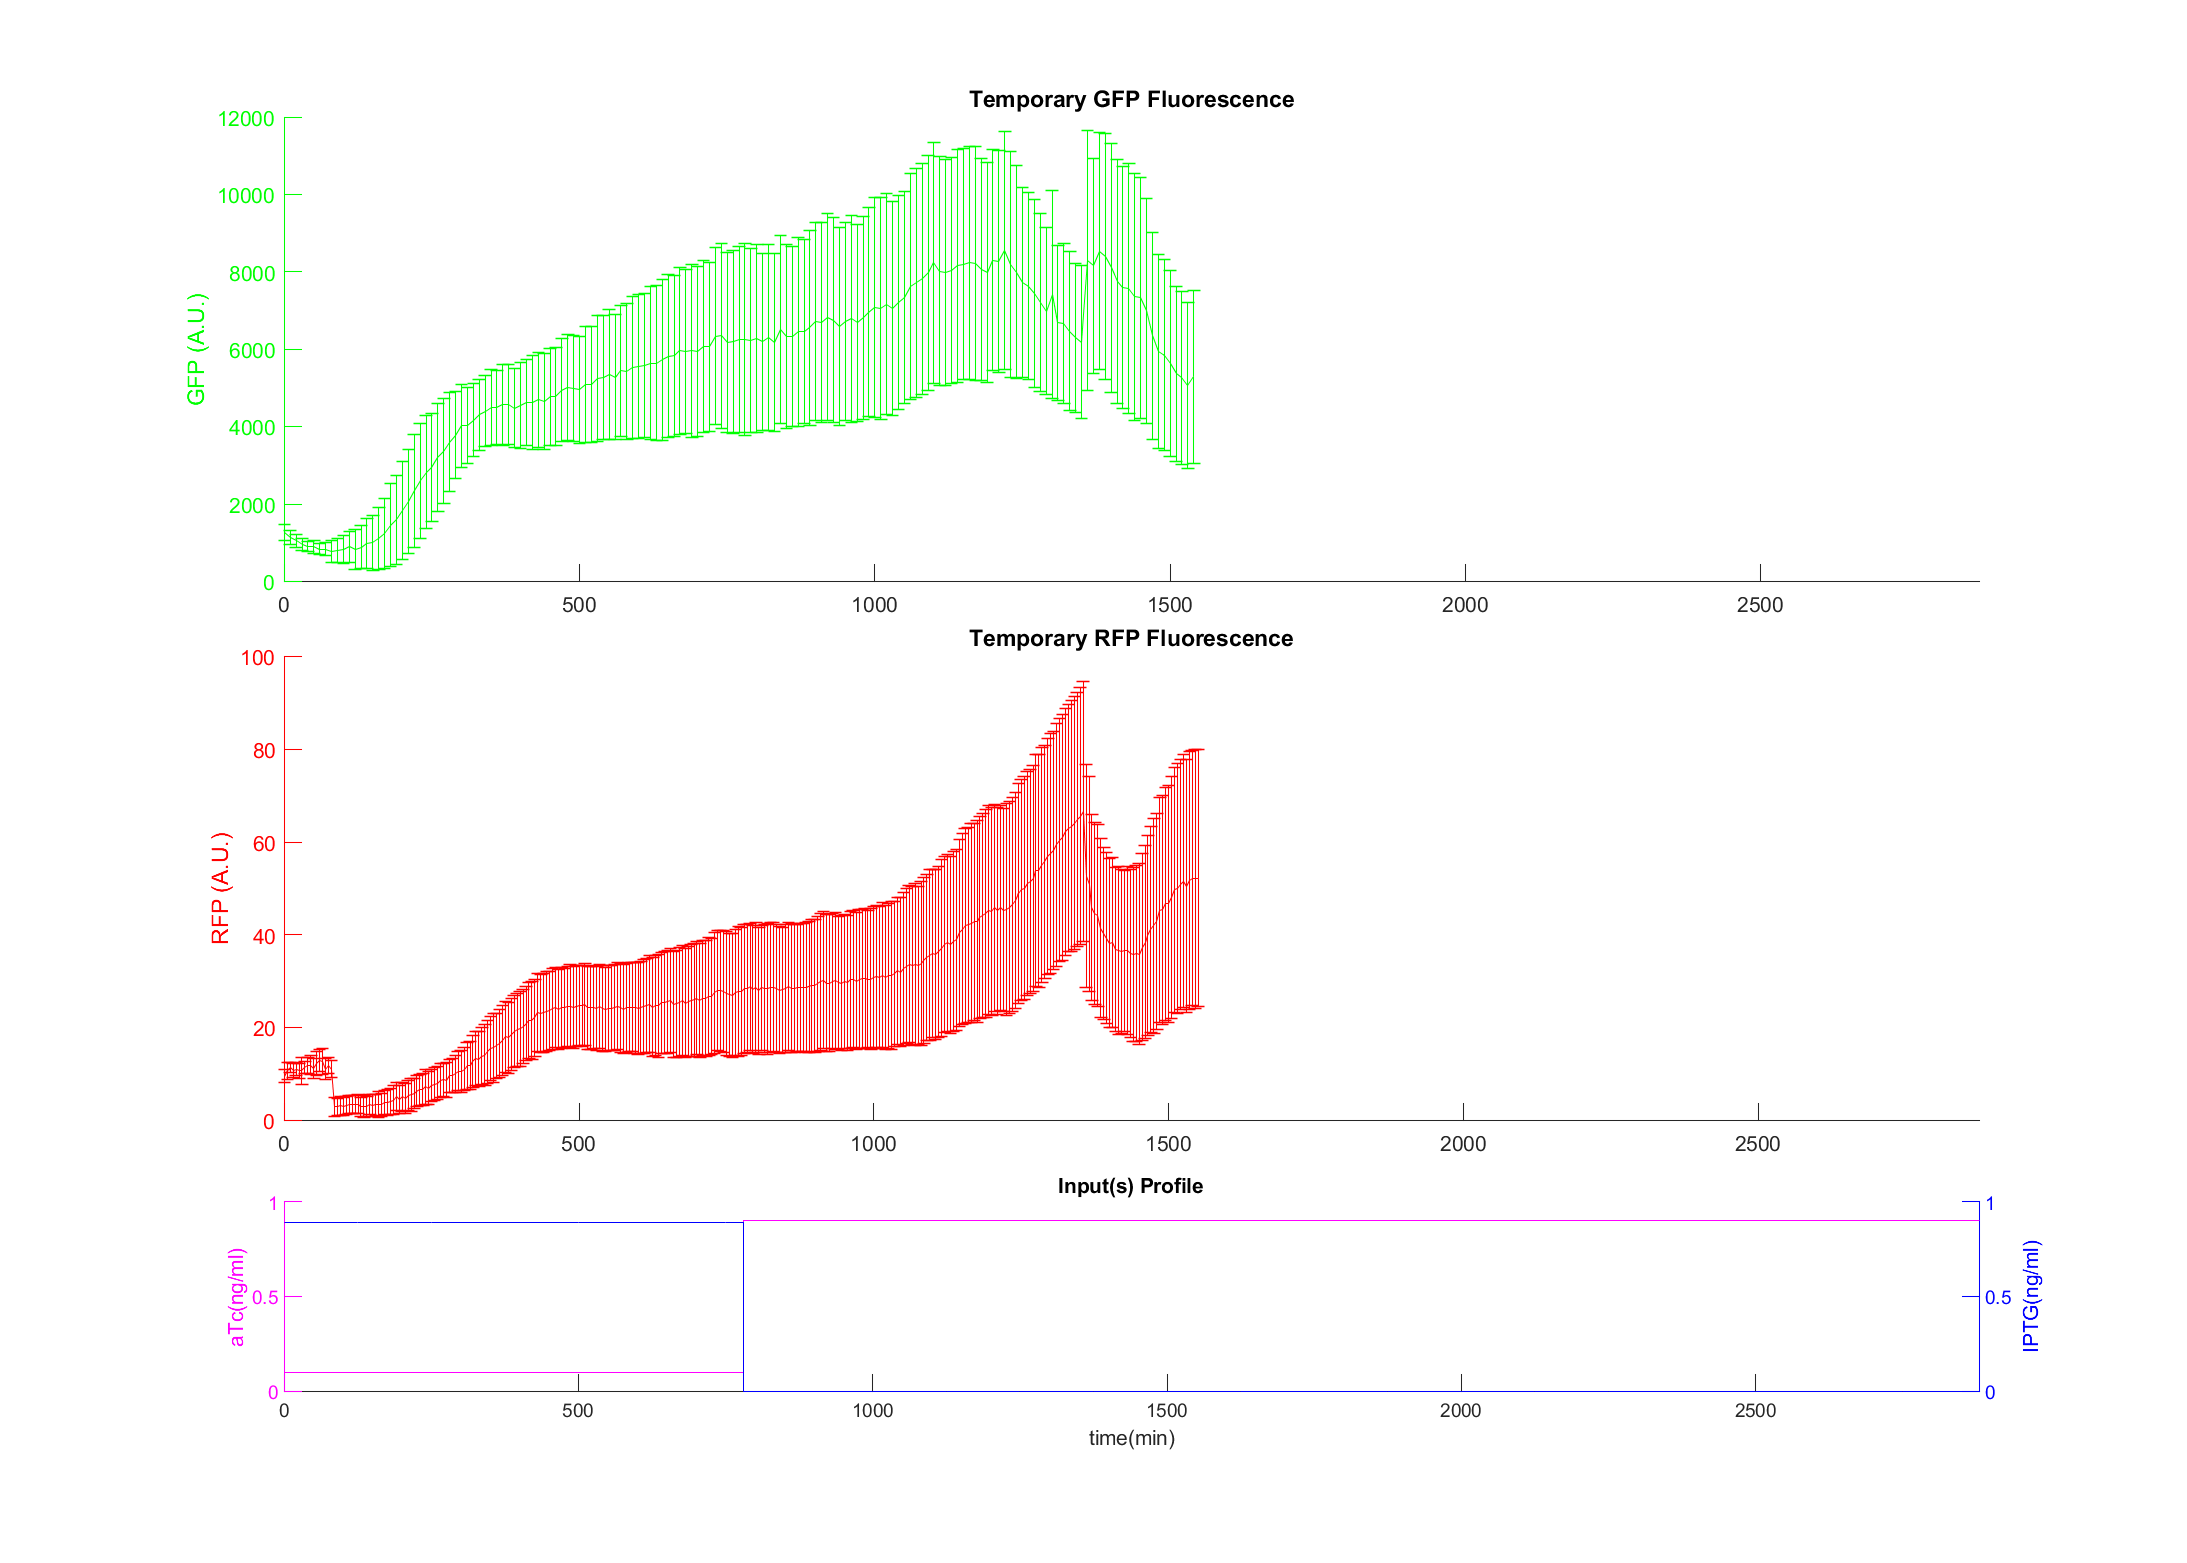 Temporary GFP Fluorescence
12000
10000
8000
6000
4000
2000
0
GFP (A.U.)
0 500 1000 1500 2000 2500
Temporary RFP Fluorescence
100
80
60
40
20
0
RFP (A.U.)
0 500 1000 1500 2000 2500
Input(s) Profile
1
0.5
0
aTc(ng/ml)
1
0.5
0
IPTG(ng/ml)
0 500 1000 1500 2000 2500
time(min)